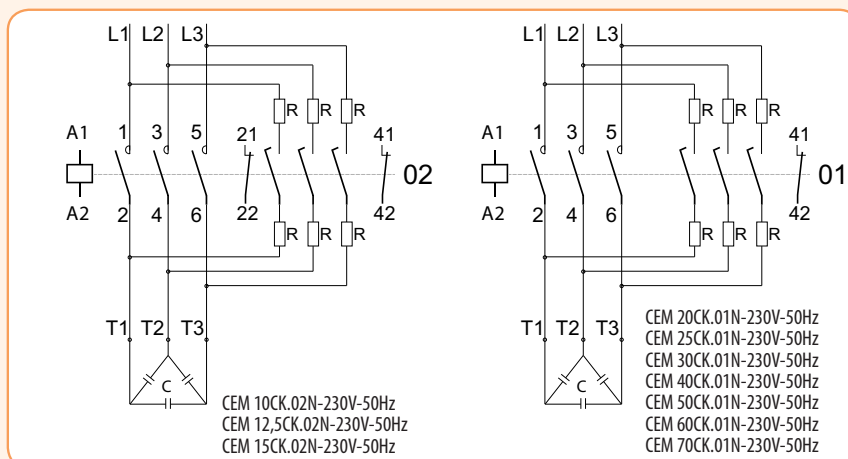 L1 L2 L3
R R R
A1 1 3 5 21 41
02
A2 2 4 6 22 42
R R R
T1 T2 T3
C
CEM 10CK.02N-230V-50Hz
CEM 12,5CK.02N-230V-50Hz
CEM 15CK.02N-230V-50Hz
L1 L2 L3
R R R
A1 1 3 5 41
01
A2 2 4 6 42
R R R
T1 T2 T3
C
CEM 20CK.01N-230V-50Hz
CEM 25CK.01N-230V-50Hz
CEM 30CK.01N-230V-50Hz
CEM 40CK.01N-230V-50Hz
CEM 50CK.01N-230V-50Hz
CEM 60CK.01N-230V-50Hz
CEM 70CK.01N-230V-50Hz